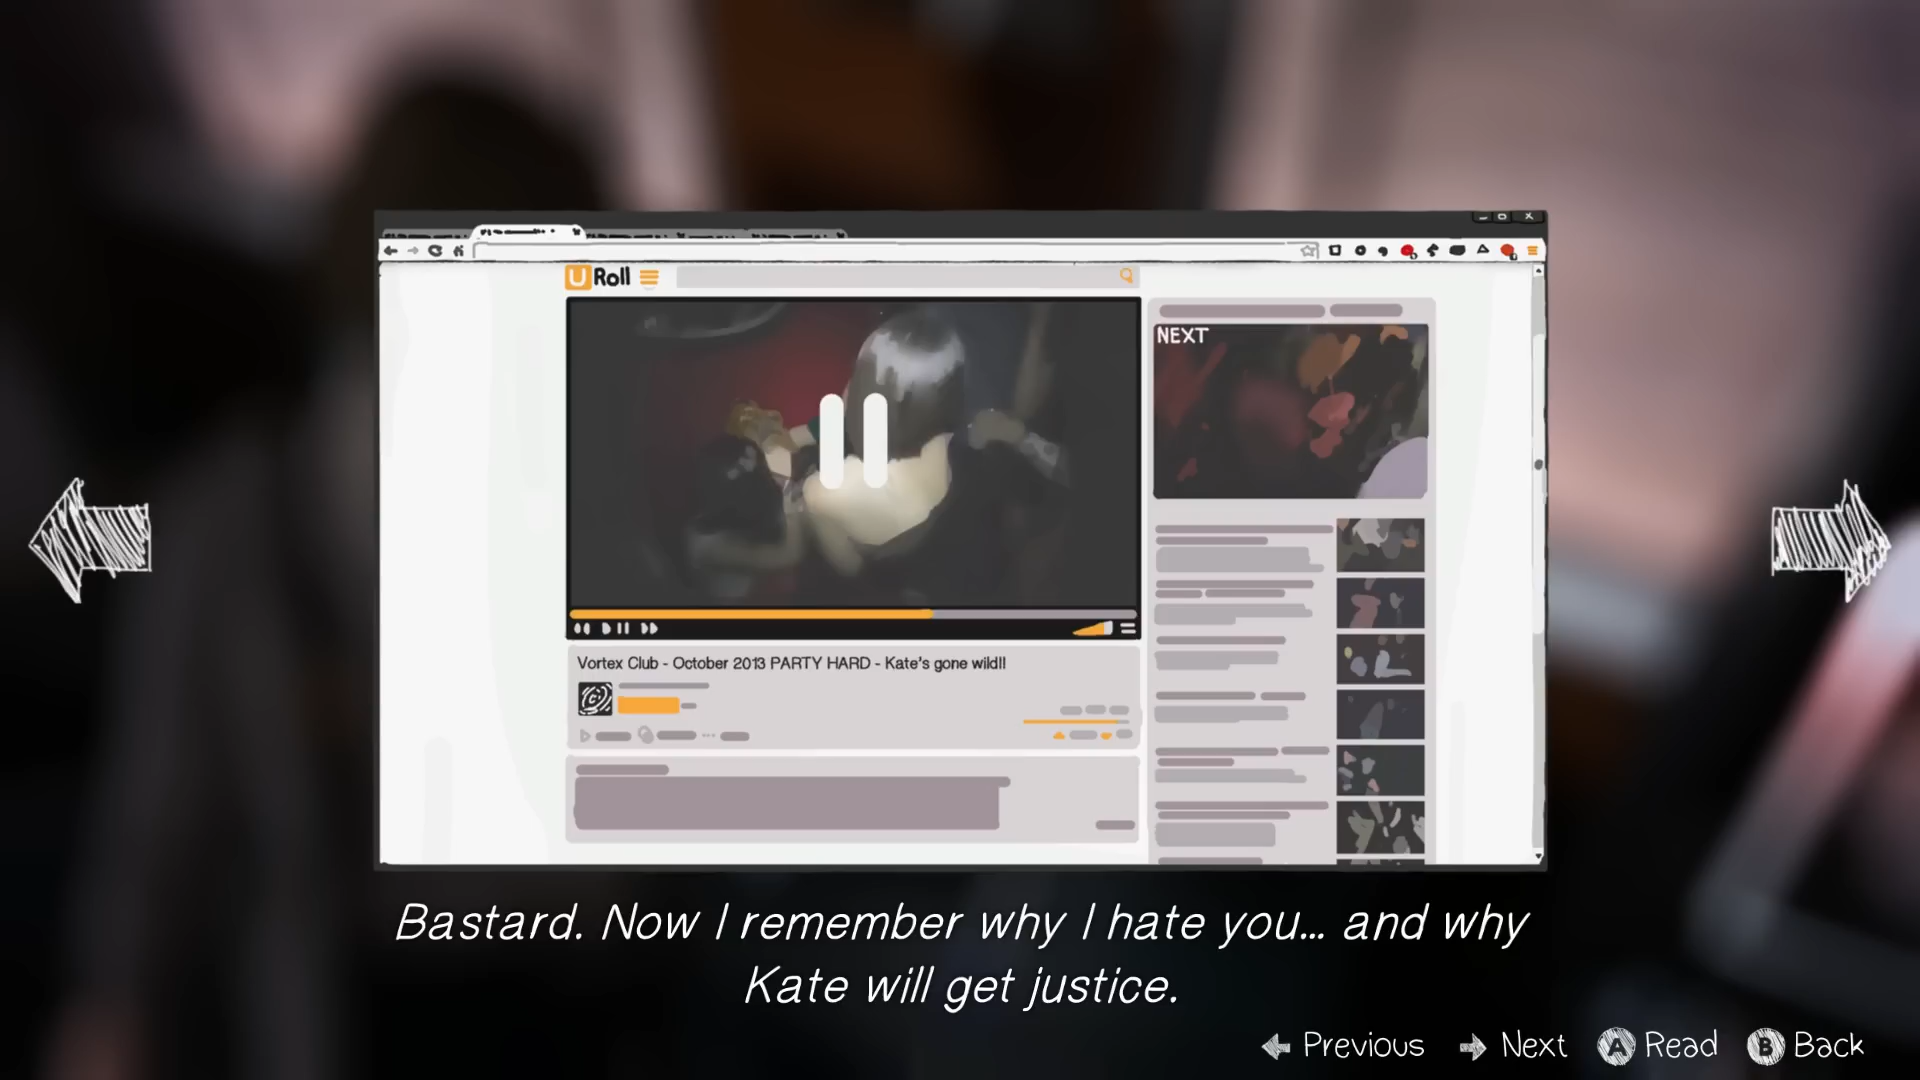 U Roll
NEXT
Vortex Club - October 2013 PARTY HARD - Kate's gone wild!!
Bastard. Now I remember why I hate you... and why
Kate will get justice.
Previous Next A Read B Back